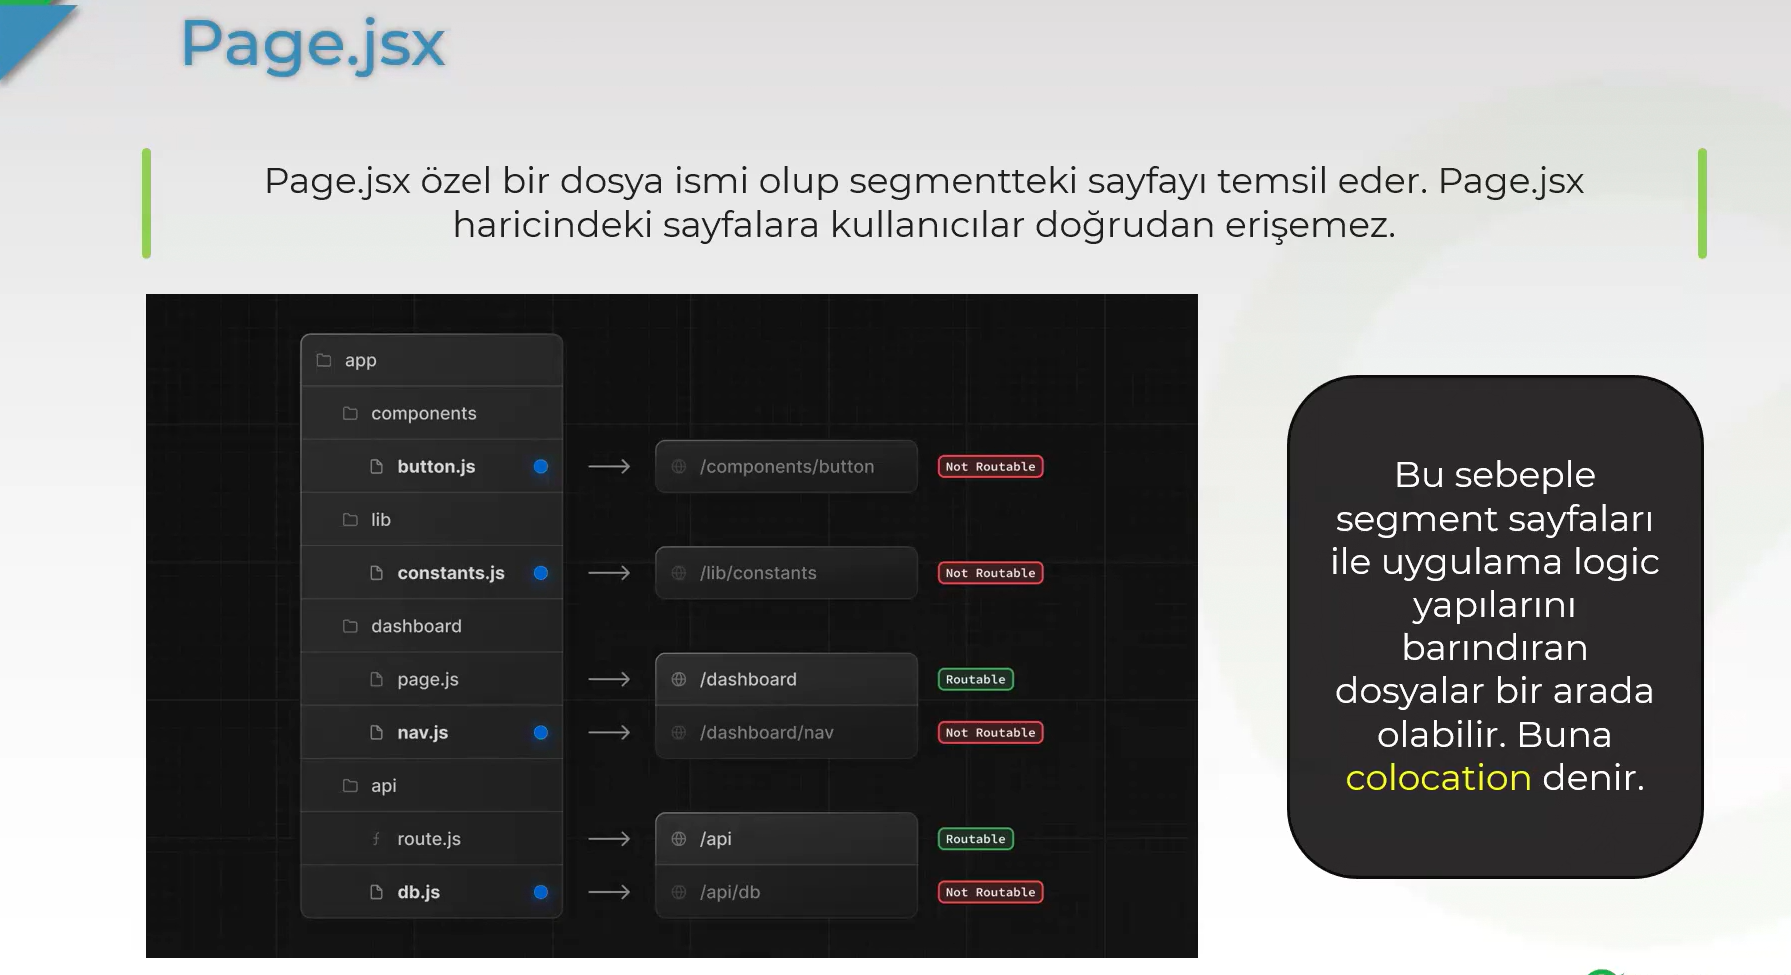 Page.jsx
Page.jsx özel bir dosya ismi olup segmentteki sayfayı temsil eder. Page.jsx
haricindeki sayfalara kullanıcılar doğrudan erişemez.
app
components
button.js
/components/button
Not Routable
lib
constants.js
/lib/constants
Not Routable
dashboard
page.js
/dashboard
Routable
nav.js
/dashboard/nav
Not Routable
api
route.js
/api
Routable
db.js
/api/db
Not Routable
Bu sebeple
segment sayfaları
ile uygulama logic
yapılarını
barındıran
dosyalar bir arada
olabilir. Buna
colocation denir.